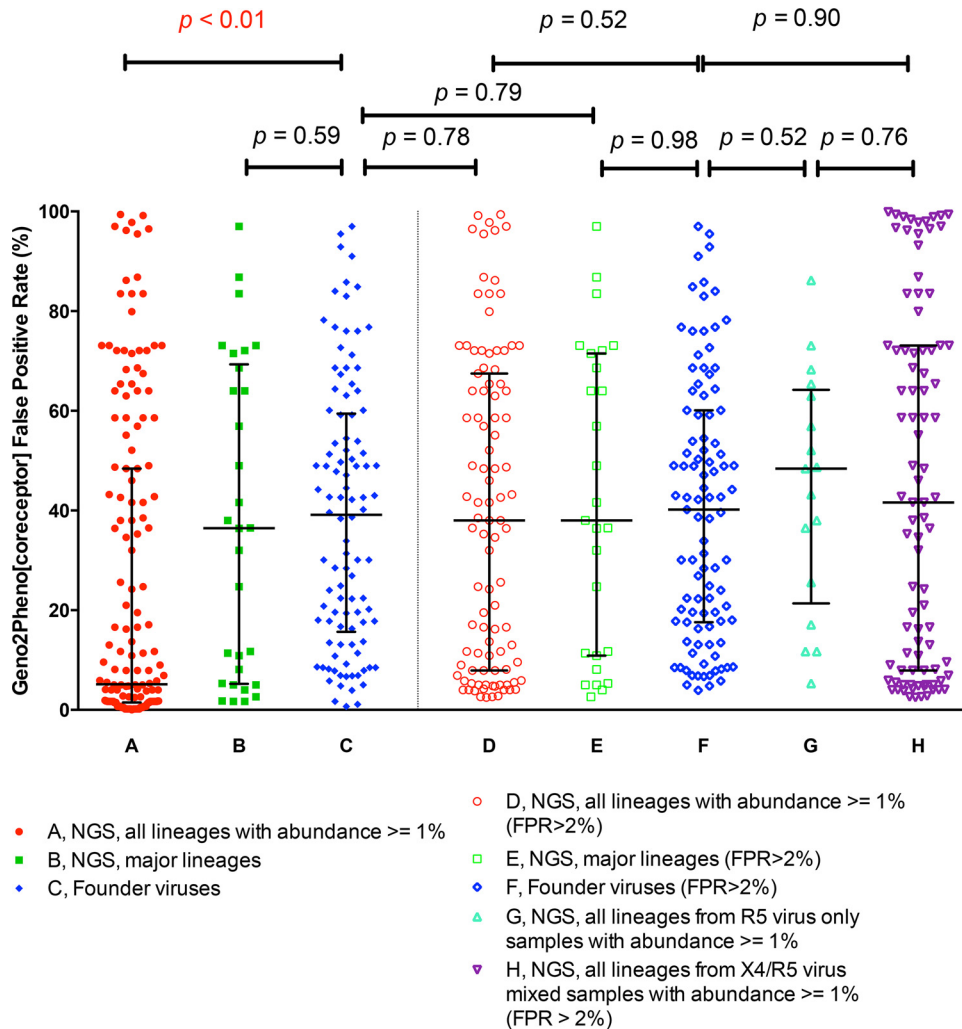 p < 0.01
p = 0.52
p = 0.90
p = 0.79
p = 0.59
p = 0.78
p = 0.98
p = 0.52
p = 0.76
Geno2Pheno[coreceptor] False Positive Rate (%)
100
80
60
40
20
0
A
B
C
D
E
F
G
H
A, NGS, all lineages with abundance >= 1%
B, NGS, major lineages
C, Founder viruses
D, NGS, all lineages with abundance >= 1%
(FPR>2%)
E, NGS, major lineages (FPR>2%)
F, Founder viruses (FPR>2%)
G, NGS, all lineages from R5 virus only
samples with abundance >= 1%
H, NGS, all lineages from X4/R5 virus
mixed samples with abundance >= 1%
(FPR > 2%)